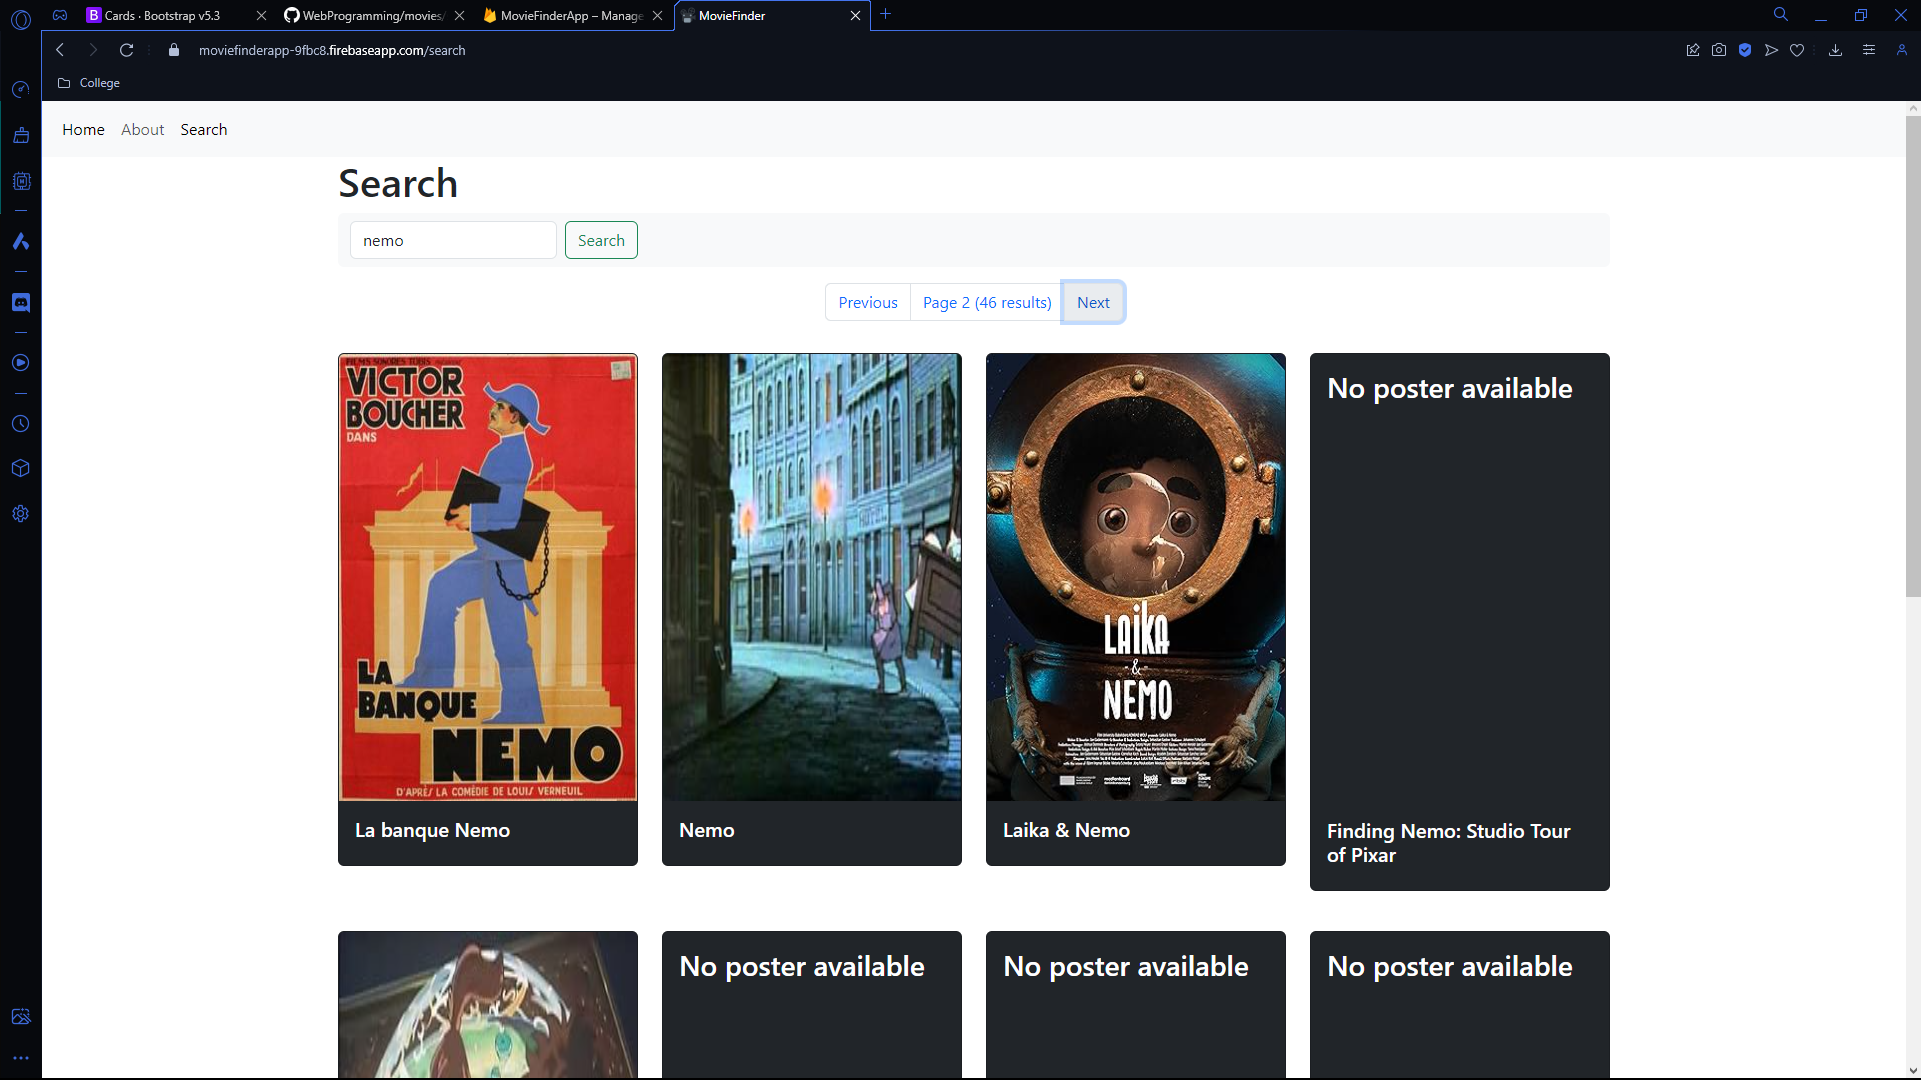 Cards · Bootstrap v5.3
WebProgramming/movies/
MovieFinderApp – Manage
MovieFinder
moviefinderapp-9fbc8.firebaseapp.com/search
College
Home
About
Search
Search
nemo
Search
Previous
Page 2 (46 results)
Next
FILMS SONORES TOBIS
VICTOR
BOUCHER
DANS
LA
BANQUE
NEMO
D'APRÈS LA COMÉDIE DE LOUIS VERNEUIL
La banque Nemo
HOTEL
Nemo
LAIKA
&
NEMO
Laika & Nemo
No poster available
Finding Nemo: Studio Tour
of Pixar
No poster available
No poster available
No poster available